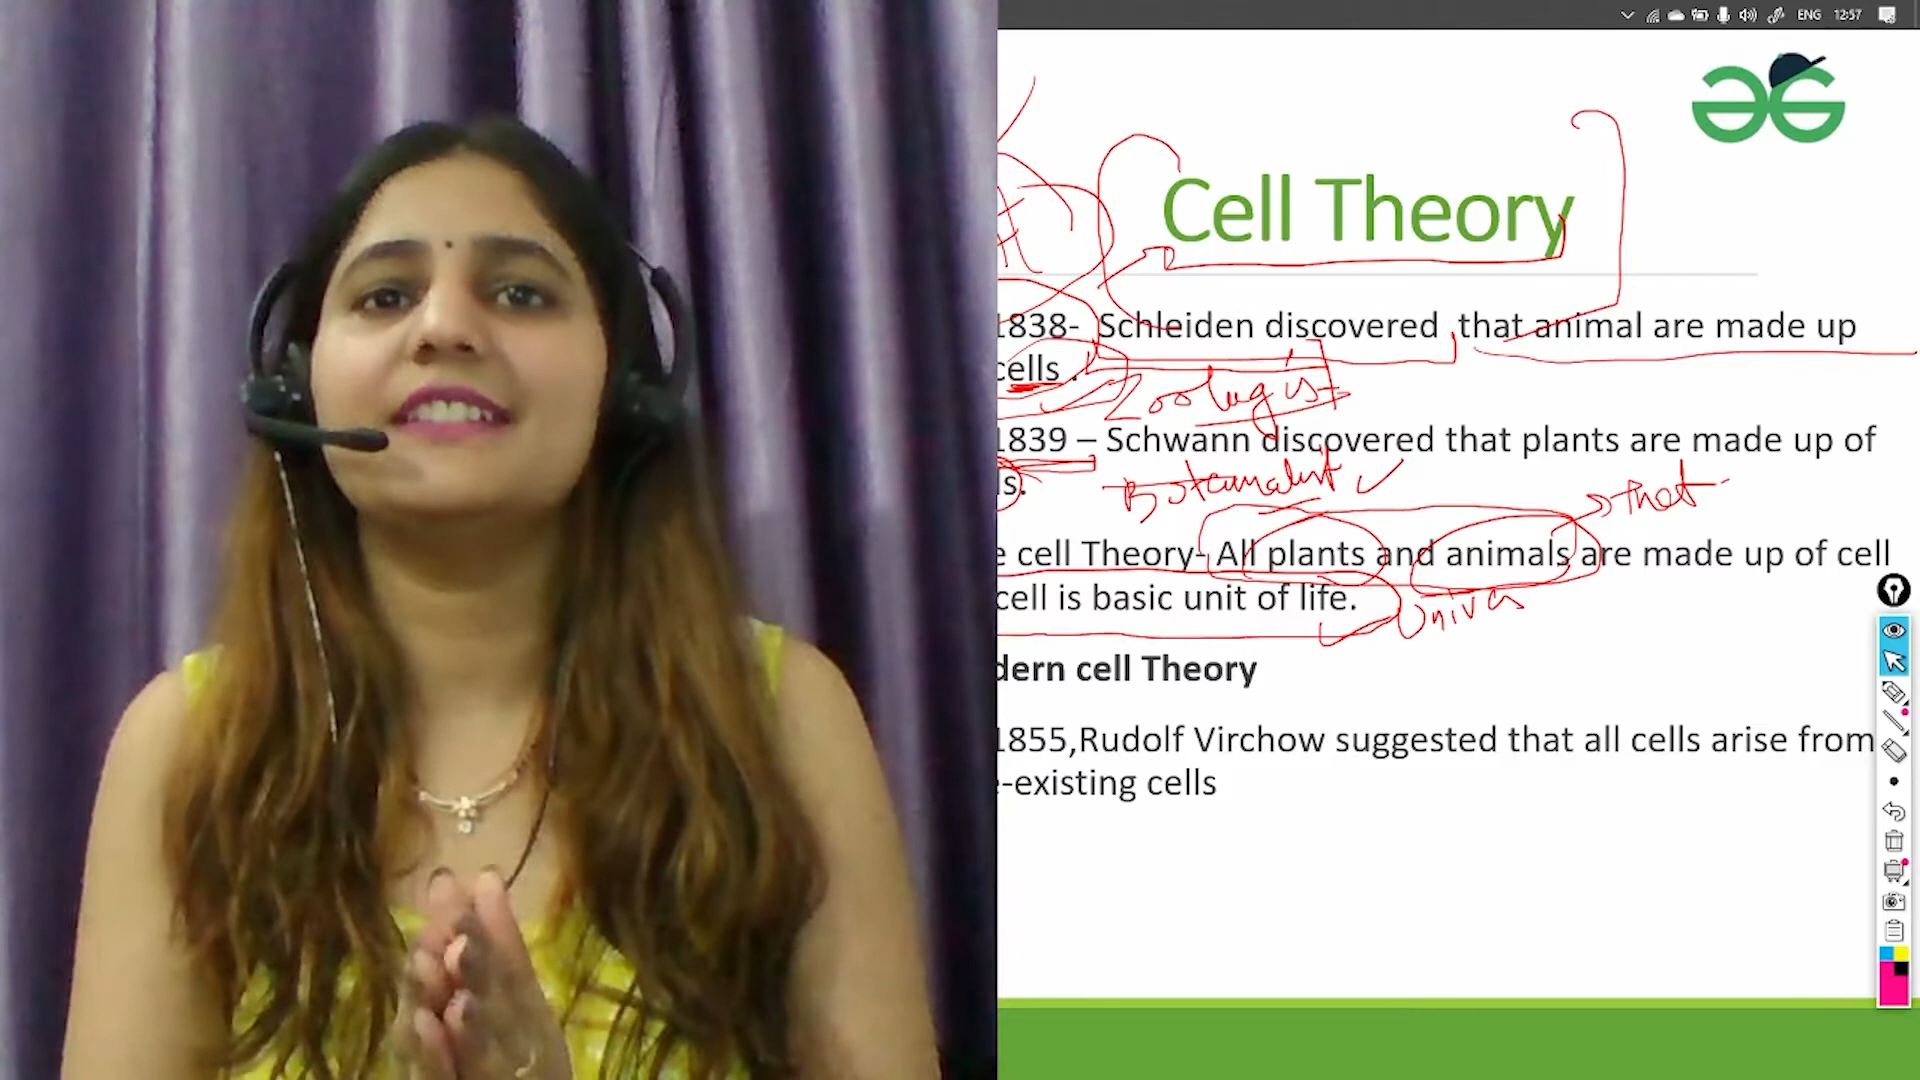 ENG 12:57
Cell Theory
1838- Schleiden discovered that animal are made up
cells .
Zoologist
1839 – Schwann discovered that plants are made up of
ls.
that
e cell Theory- All plants and animals are made up of cell
cell is basic unit of life.
Univer
dern cell Theory
1855,Rudolf Virchow suggested that all cells arise from
e-existing cells